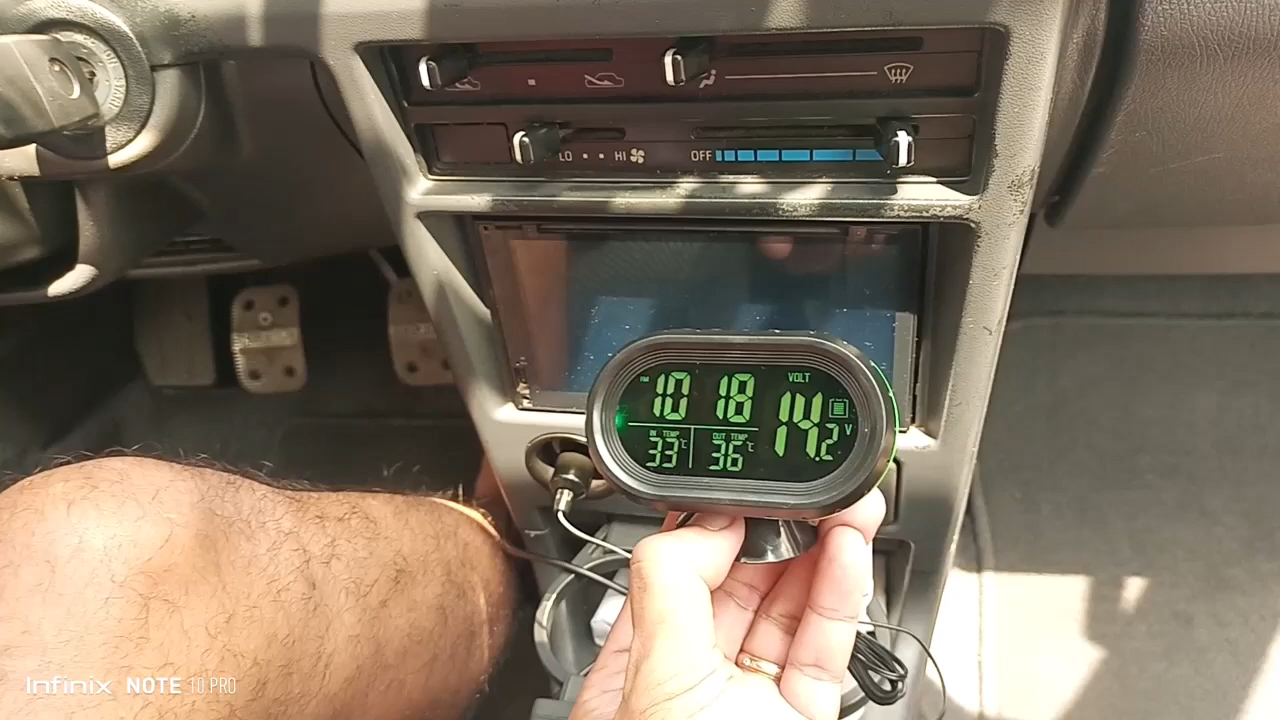 LO HI
OFF
10 18
VOLT
14.2 V
IN TEMP
33°C
OUT TEMP
36°C
Infinix NOTE 10 PRO